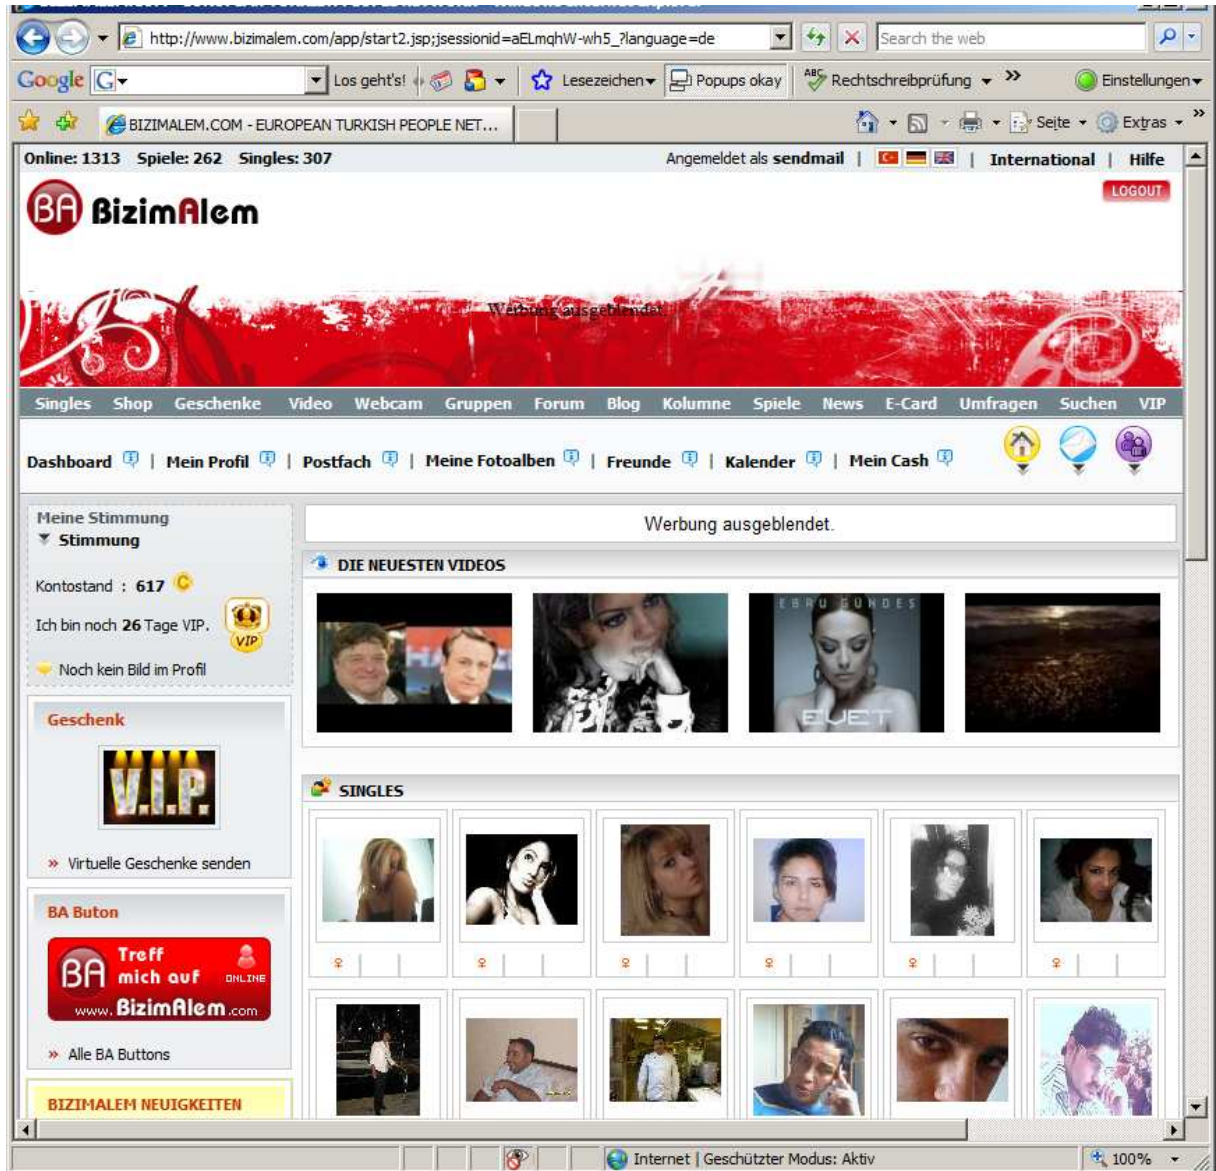 http://www.bizimalem.com/app/start2.jsp;jsessionid=aELmqhW-wh5_?language=de
Search the web
Google G
Los geht's!
Lesezeichen
Popups okay
ABC Rechtschreibprüfung
»
Einstellungen
BIZIMALEM.COM - EUROPEAN TURKISH PEOPLE NET...
Seite
Extras
»
Online: 1313 Spiele: 262 Singles: 307
Angemeldet als sendmail | | International | Hilfe
BA BizimAlem
LOGOUT
Werbung ausgeblendet.
Singles Shop Geschenke Video Webcam Gruppen Forum Blog Kolumne Spiele News E-Card Umfragen Suchen VIP
Dashboard | Mein Profil | Postfach | Meine Fotoalben | Freunde | Kalender | Mein Cash
Meine Stimmung
Stimmung
Kontostand : 617 C
Ich bin noch 26 Tage VIP.
VIP
Noch kein Bild im Profil
Geschenk
V.I.P.
» Virtuelle Geschenke senden
BA Buton
BA Treff
mich auf ONLINE
www.BizimAlem.com
» Alle BA Buttons
BIZIMALEM NEUIGKEITEN
Werbung ausgeblendet.
DIE NEUESTEN VIDEOS
EBRU GÜNDEŞ
EVET
SINGLES
Internet | Geschützter Modus: Aktiv
100%